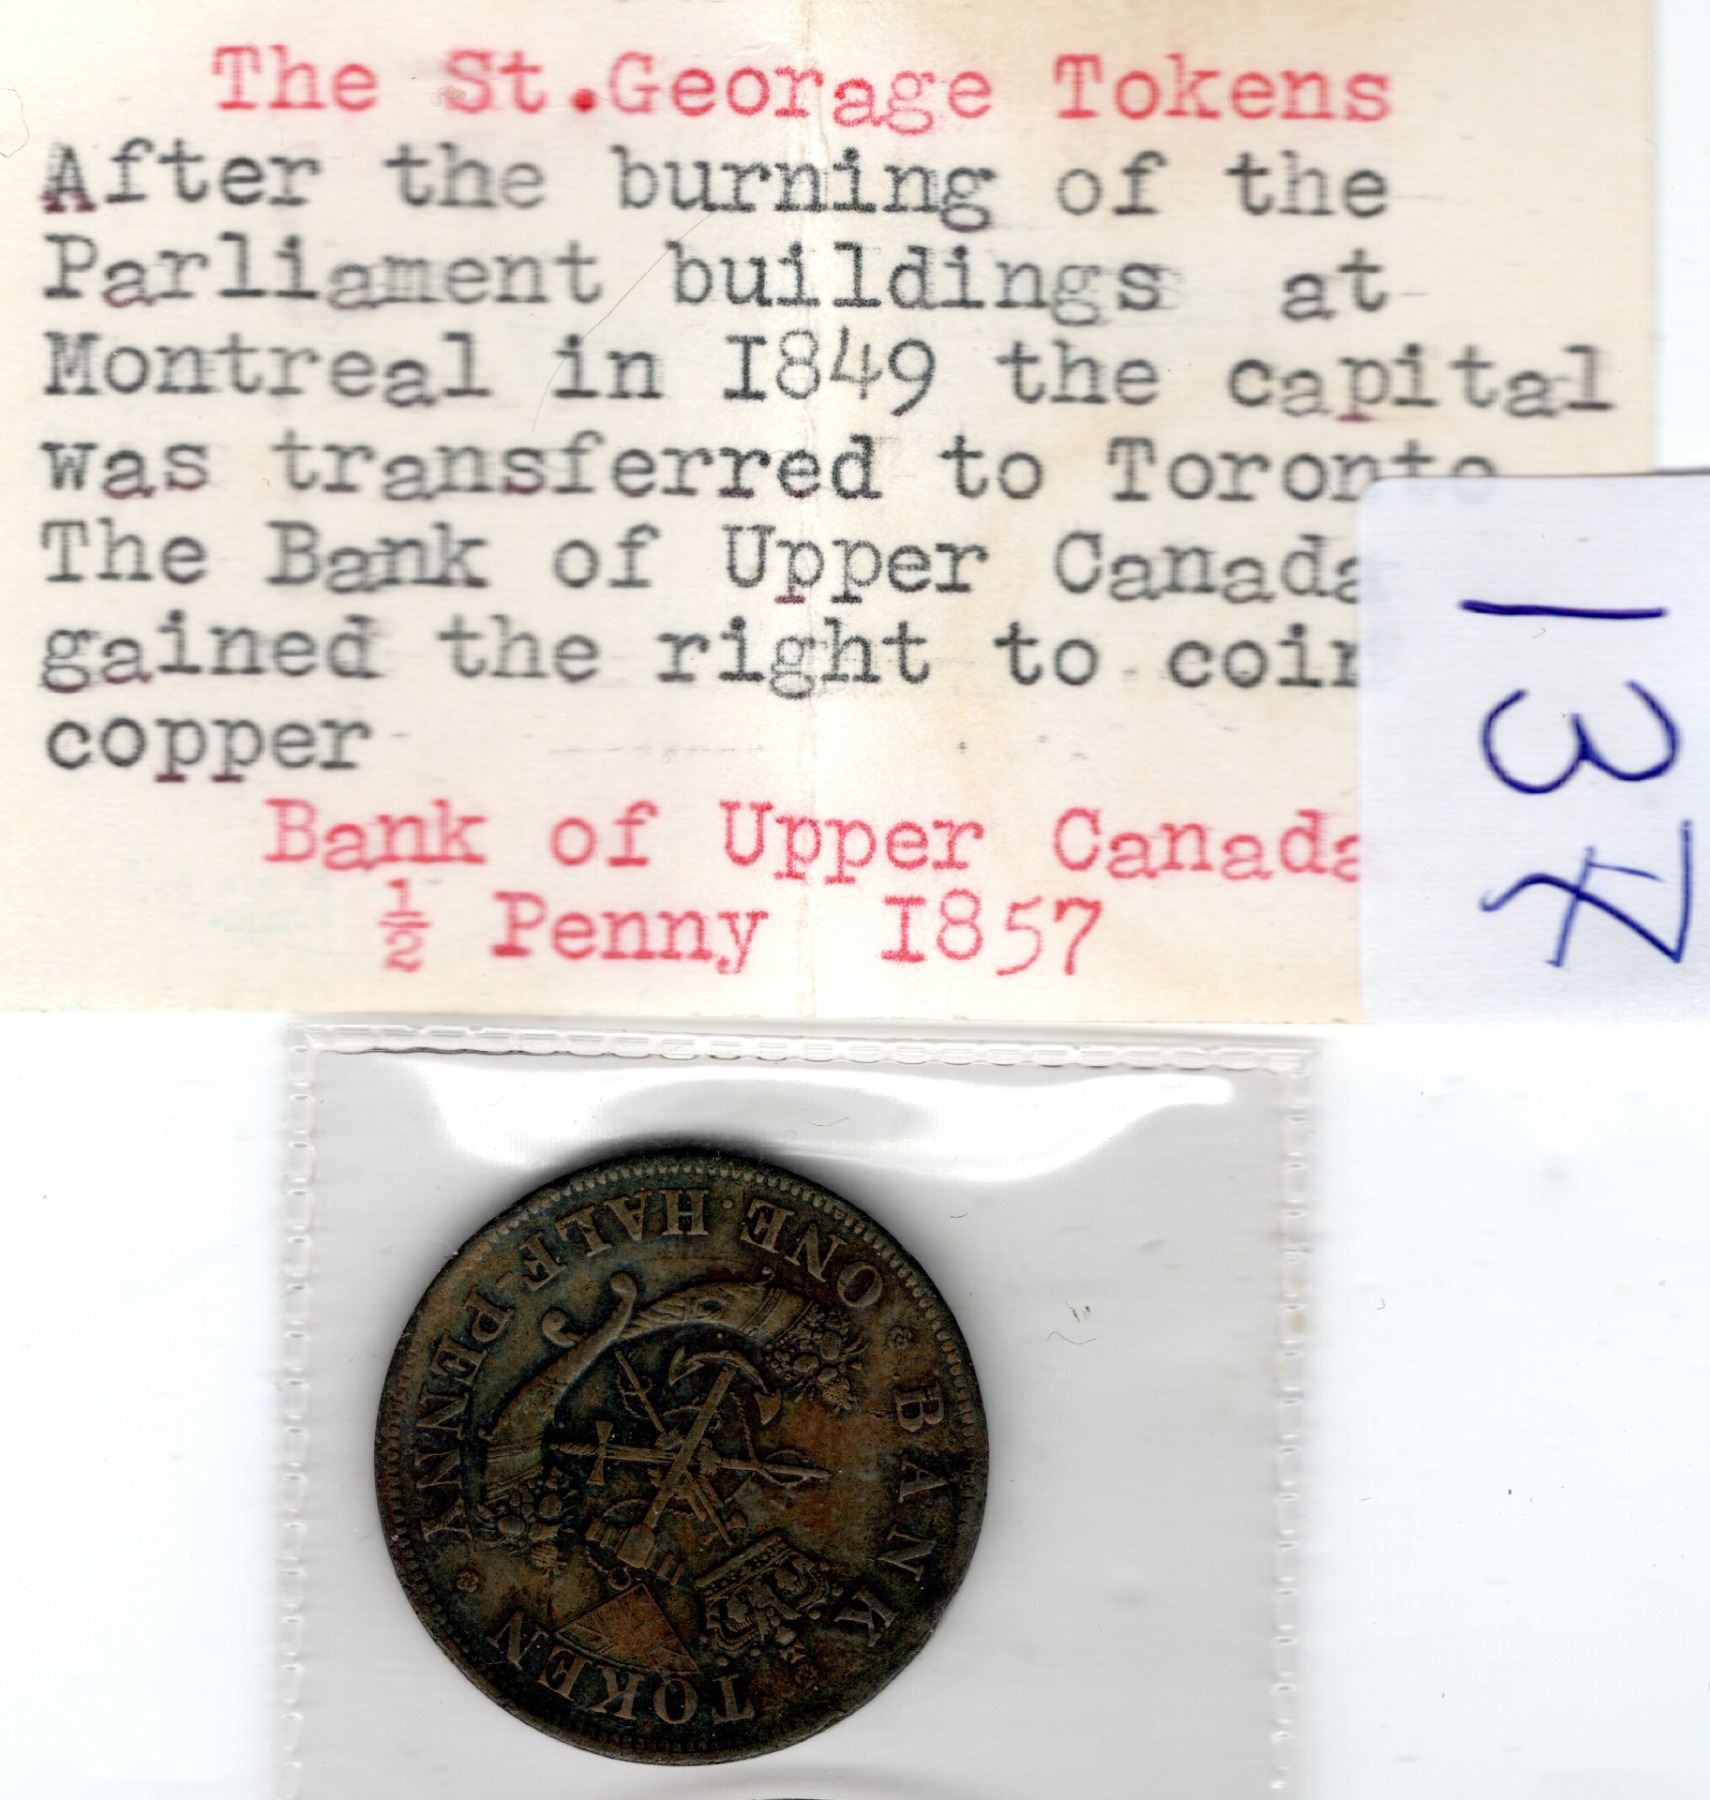 The St.Georage Tokens
After the burning of the
Parliament buildings at
Montreal in I849 the capital
was transferred to Toronto
The Bank of Upper Canada
gained the right to coin
copper
Bank of Upper Canada
½ Penny I857
137
BANK TOKEN
ONE HALF-PENNY